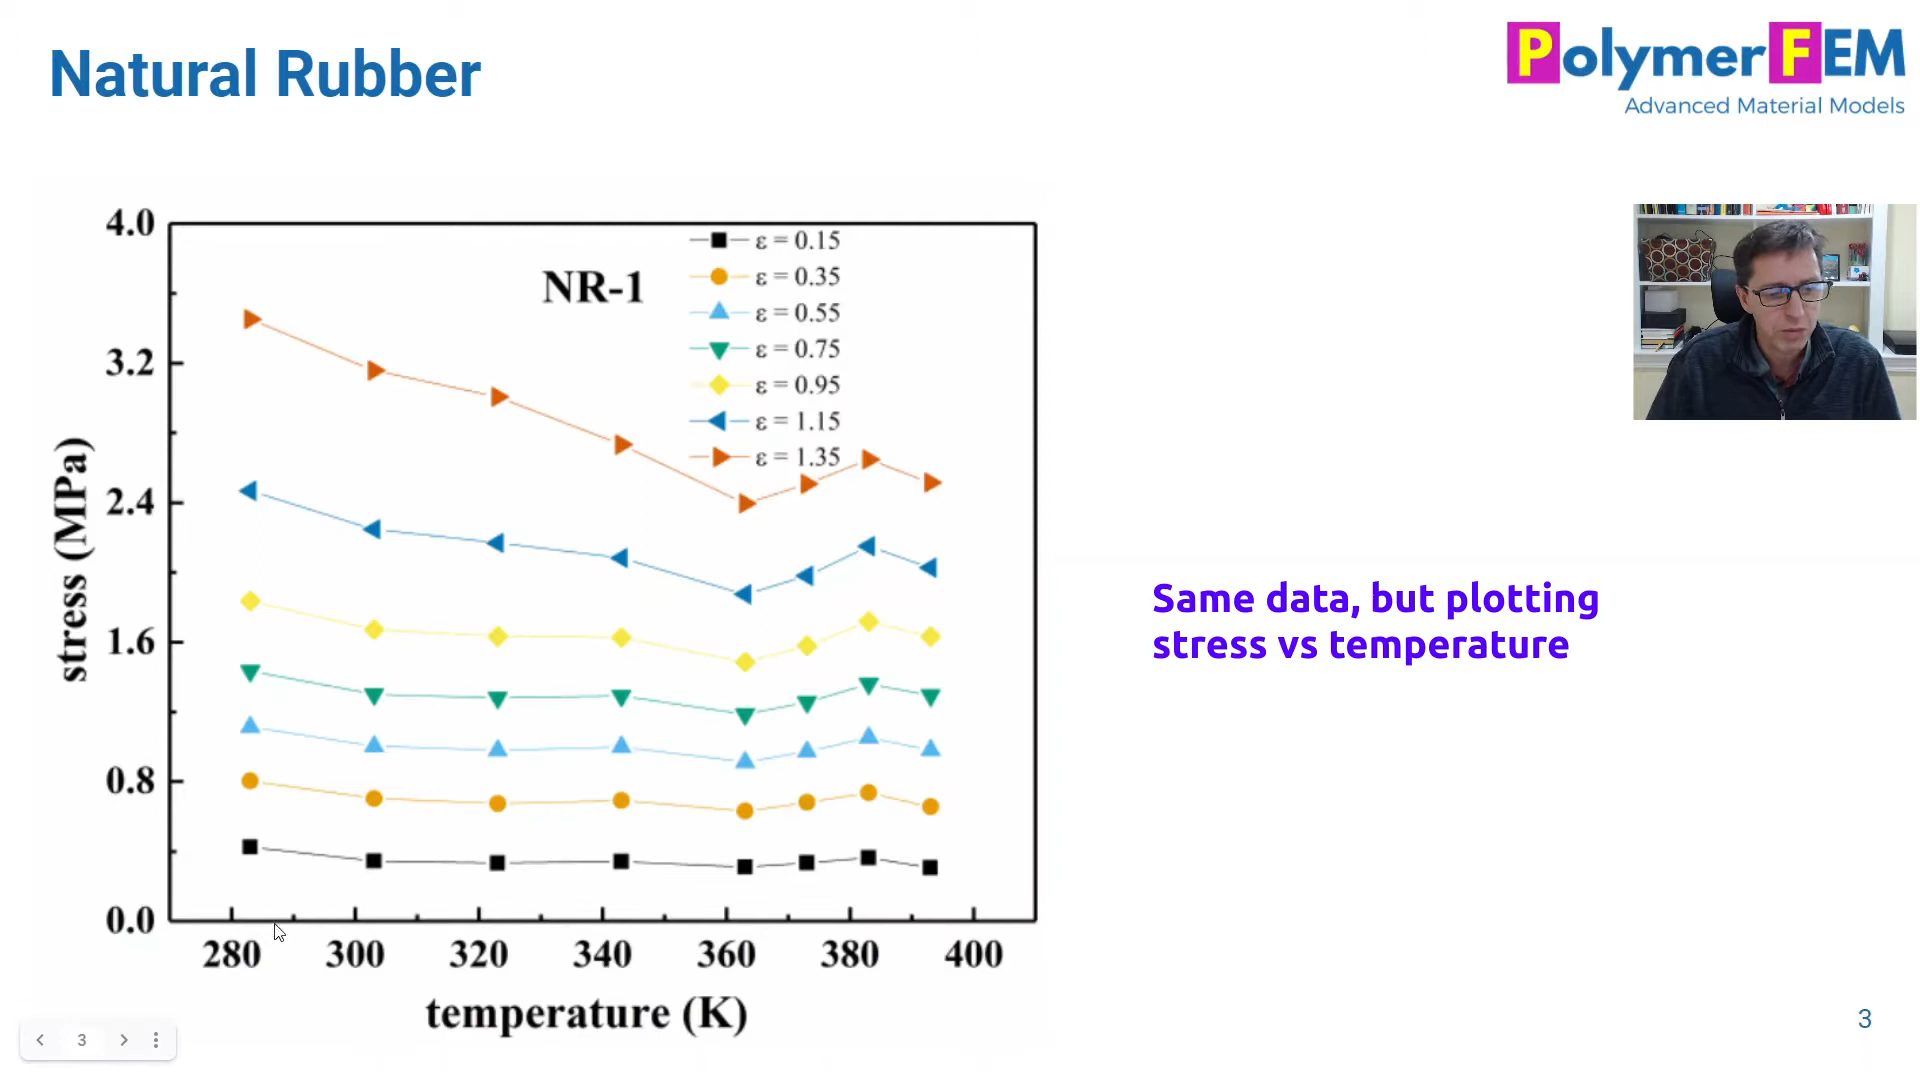 Natural Rubber
PolymerFEM
Advanced Material Models
4.0
3.2
2.4
1.6
0.8
0.0
stress (MPa)
NR-1
ε = 0.15
ε = 0.35
ε = 0.55
ε = 0.75
ε = 0.95
ε = 1.15
ε = 1.35
280 300 320 340 360 380 400
temperature (K)
Same data, but plotting
stress vs temperature
3
3